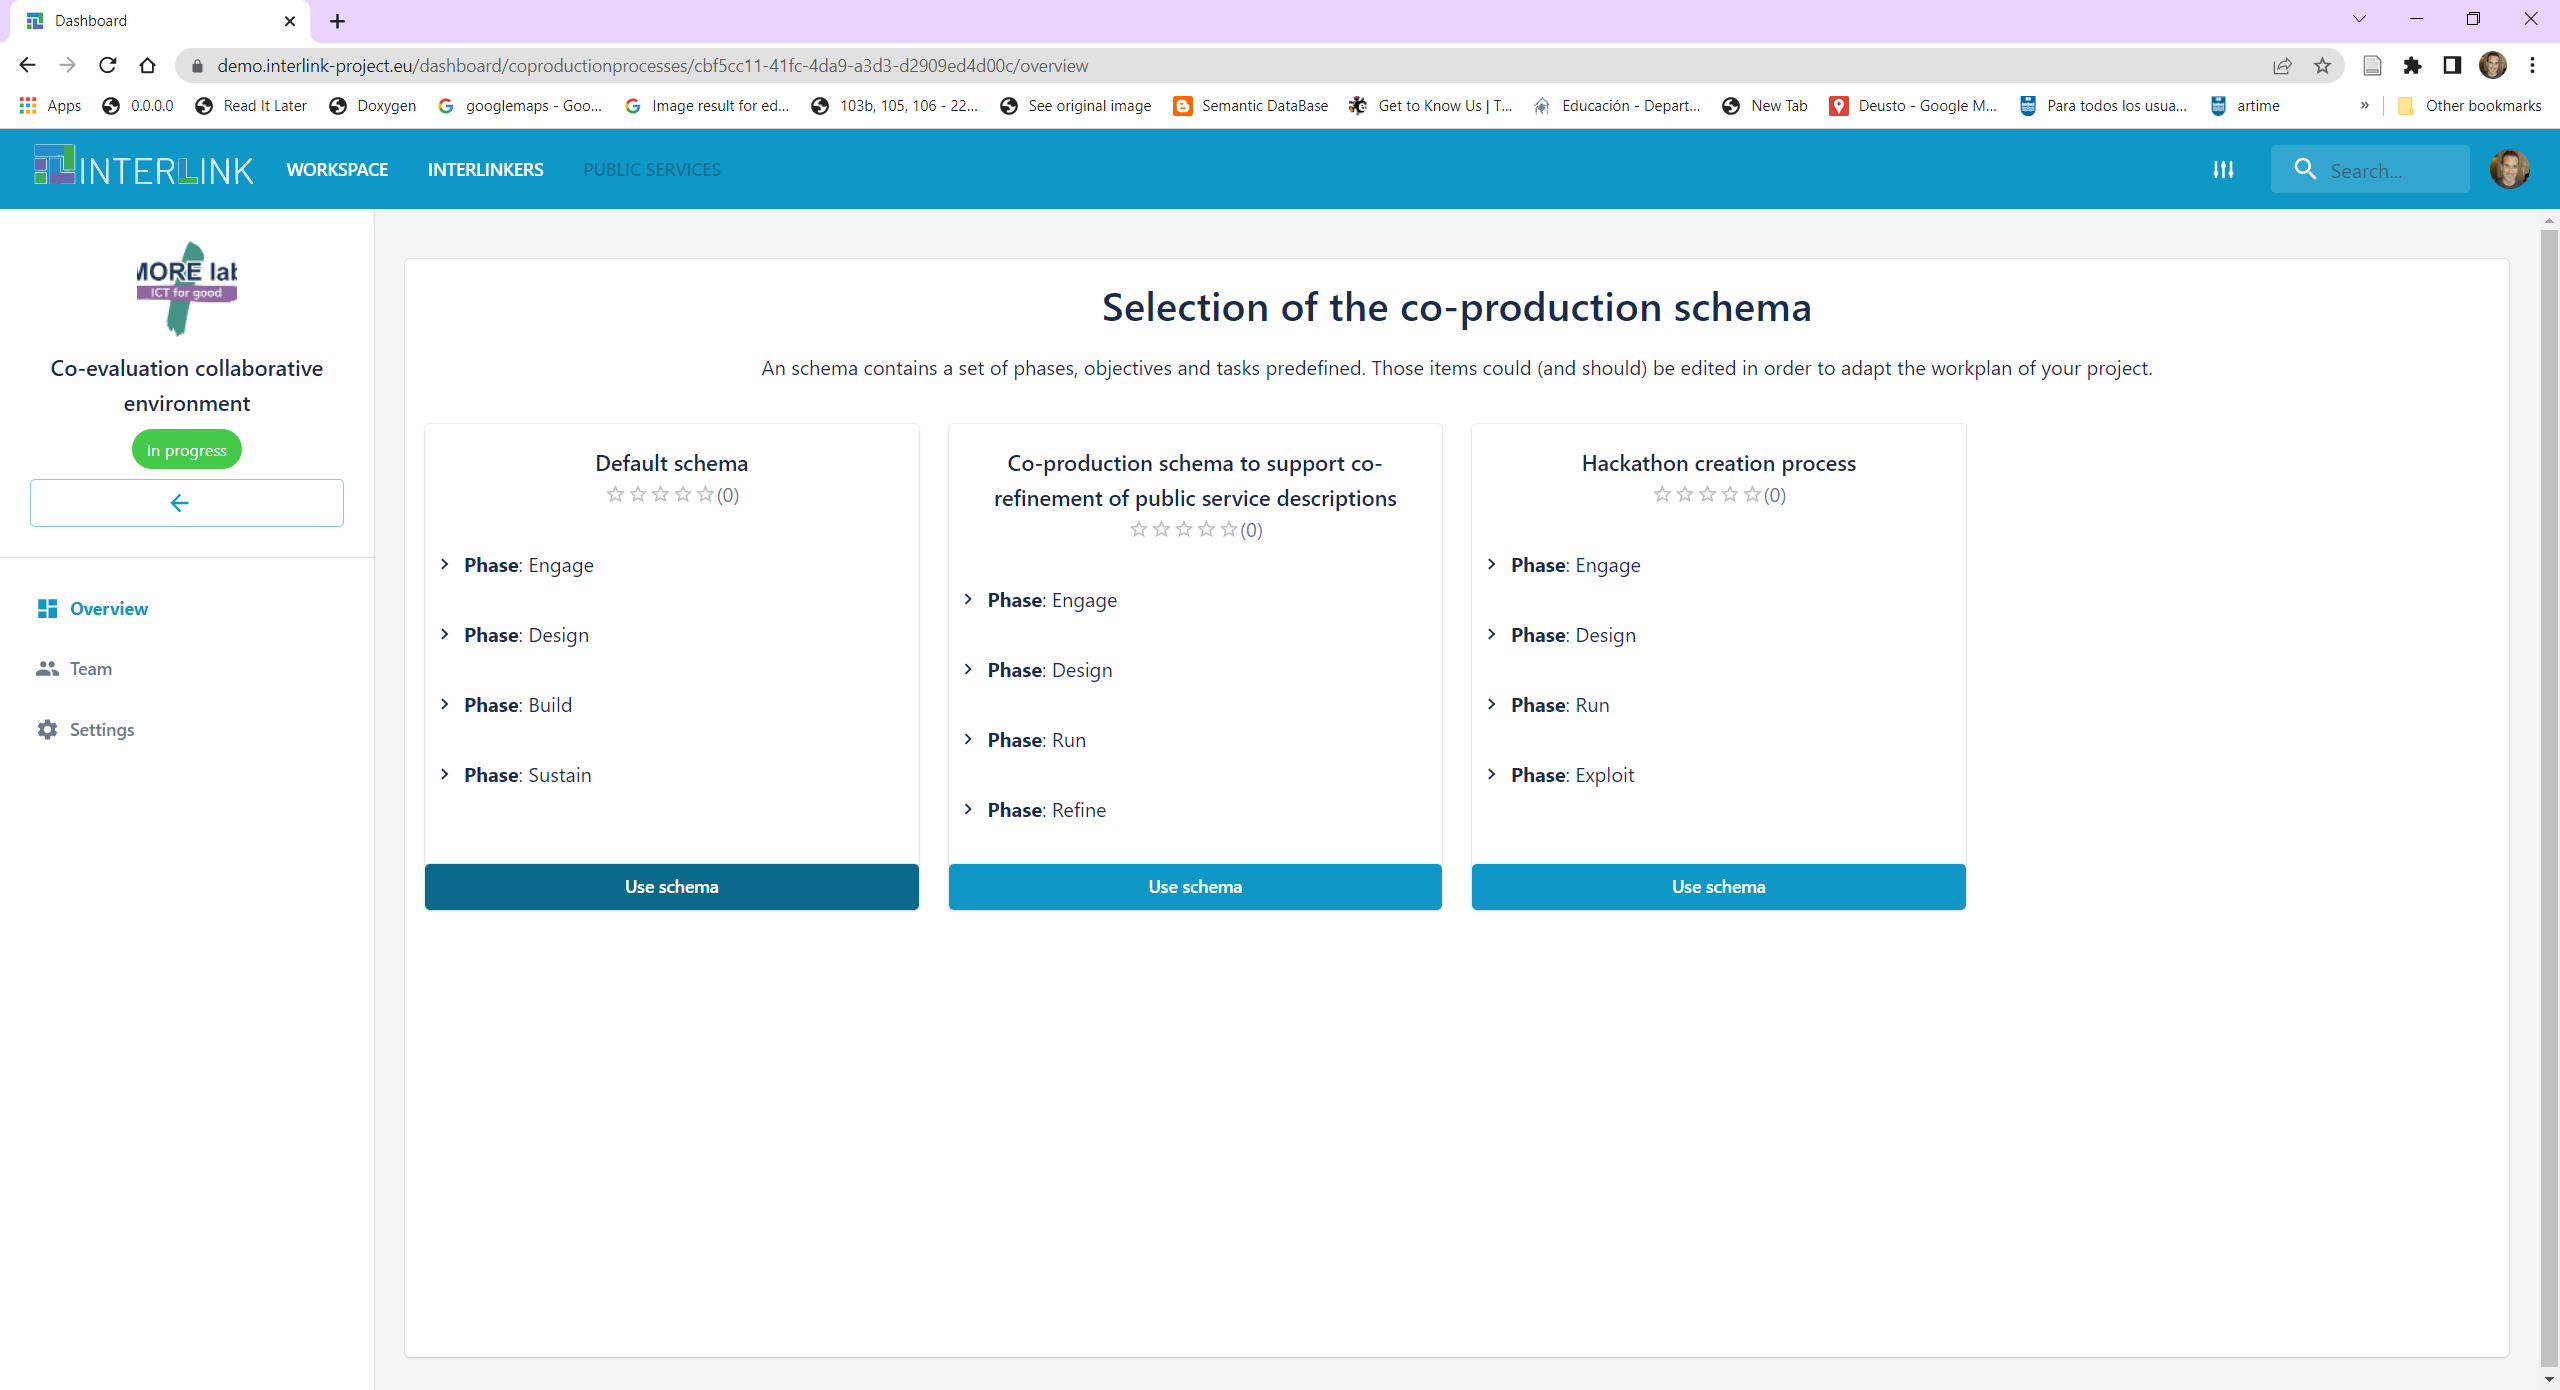 Dashboard
demo.interlink-project.eu/dashboard/coproductionprocesses/cbf5cc11-41fc-4da9-a3d3-d2909ed4d00c/overview
Apps 0.0.0.0 Read It Later Doxygen googlemaps - Goo... Image result for ed... 103b, 105, 106 - 22... See original image Semantic DataBase Get to Know Us | T... Educación - Depart... New Tab Deusto - Google M... Para todos los usua... artime » Other bookmarks
INTERLINK WORKSPACE INTERLINKERS PUBLIC SERVICES Search...
MORE lab
ICT for good
Co-evaluation collaborative
environment
In progress
Overview
Team
Settings
Selection of the co-production schema
An schema contains a set of phases, objectives and tasks predefined. Those items could (and should) be edited in order to adapt the workplan of your project.
Default schema
(0)
Phase: Engage
Phase: Design
Phase: Build
Phase: Sustain
Use schema
Co-production schema to support co-
refinement of public service descriptions
(0)
Phase: Engage
Phase: Design
Phase: Run
Phase: Refine
Use schema
Hackathon creation process
(0)
Phase: Engage
Phase: Design
Phase: Run
Phase: Exploit
Use schema